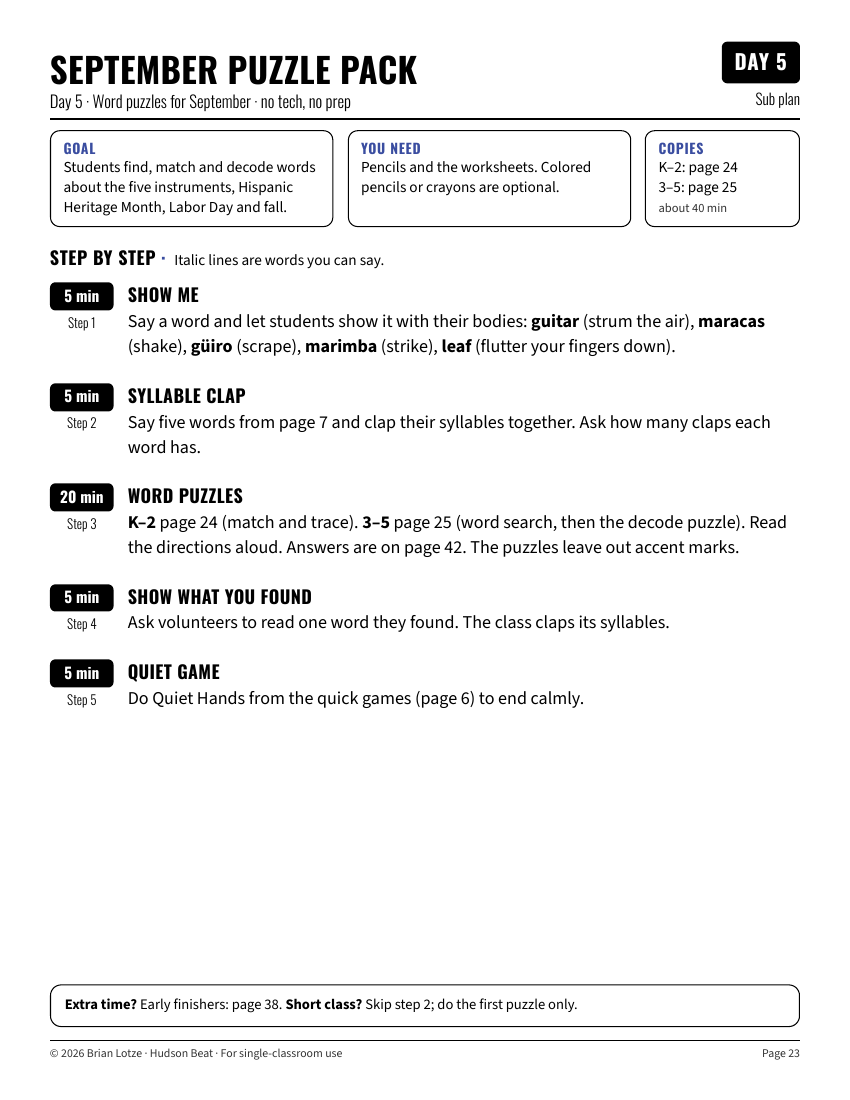 SEPTEMBER PUZZLE PACK
DAY 5
Day 5 · Word puzzles for September · no tech, no prep
Sub plan
GOAL
Students find, match and decode words
about the five instruments, Hispanic
Heritage Month, Labor Day and fall.
YOU NEED
Pencils and the worksheets. Colored
pencils or crayons are optional.
COPIES
K–2: page 24
3–5: page 25
about 40 min
STEP BY STEP · Italic lines are words you can say.
5 min
Step 1
SHOW ME
Say a word and let students show it with their bodies: guitar (strum the air), maracas
(shake), güiro (scrape), marimba (strike), leaf (flutter your fingers down).
5 min
Step 2
SYLLABLE CLAP
Say five words from page 7 and clap their syllables together. Ask how many claps each
word has.
20 min
Step 3
WORD PUZZLES
K–2 page 24 (match and trace). 3–5 page 25 (word search, then the decode puzzle). Read
the directions aloud. Answers are on page 42. The puzzles leave out accent marks.
5 min
Step 4
SHOW WHAT YOU FOUND
Ask volunteers to read one word they found. The class claps its syllables.
5 min
Step 5
QUIET GAME
Do Quiet Hands from the quick games (page 6) to end calmly.
Extra time? Early finishers: page 38. Short class? Skip step 2; do the first puzzle only.
© 2026 Brian Lotze · Hudson Beat · For single-classroom use
Page 23